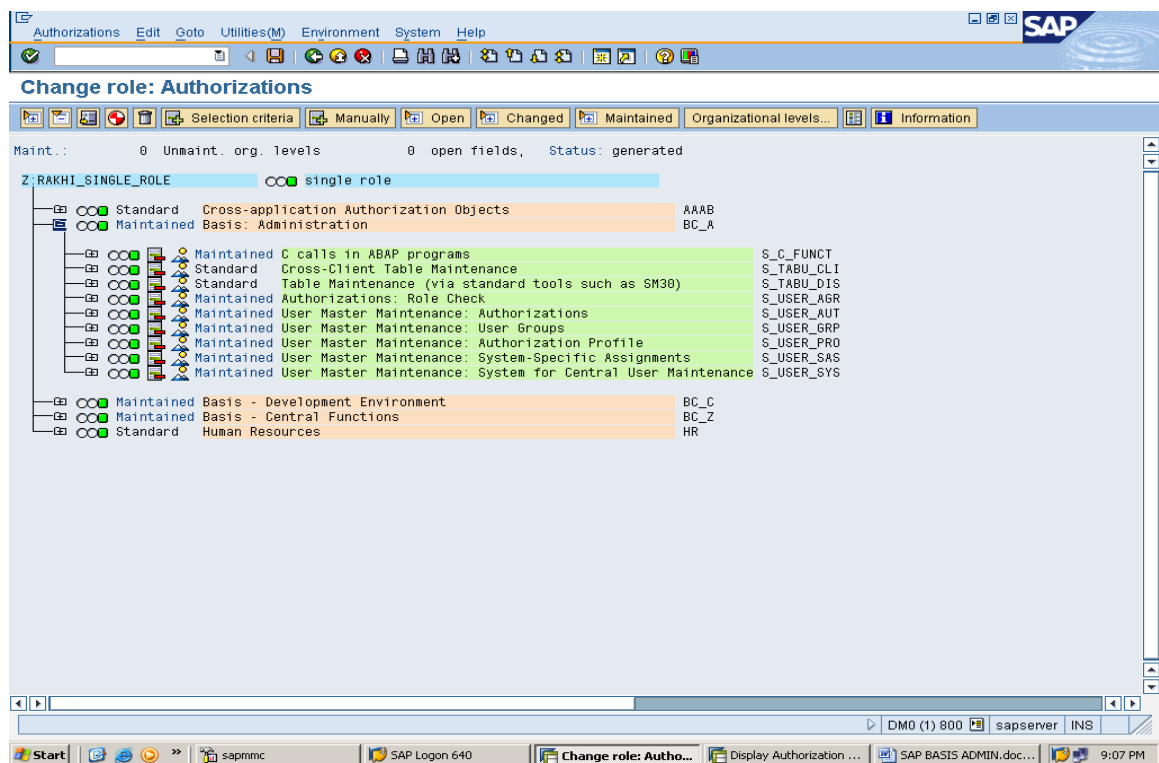 Authorizations Edit Goto Utilities(M) Environment System Help
SAP
Change role: Authorizations
Selection criteria Manually Open Changed Maintained Organizational levels... Information
Maint.: 0 Unmaint. org. levels 0 open fields, Status: generated
Z:RAKHI_SINGLE_ROLE single role
Standard Cross-application Authorization Objects AAAB
Maintained Basis: Administration BC_A
Maintained C calls in ABAP programs S_C_FUNCT
Standard Cross-Client Table Maintenance S_TABU_CLI
Standard Table Maintenance (via standard tools such as SM30) S_TABU_DIS
Maintained Authorizations: Role Check S_USER_AGR
Maintained User Master Maintenance: Authorizations S_USER_AUT
Maintained User Master Maintenance: User Groups S_USER_GRP
Maintained User Master Maintenance: Authorization Profile S_USER_PRO
Maintained User Master Maintenance: System-Specific Assignments S_USER_SAS
Maintained User Master Maintenance: System for Central User Maintenance S_USER_SYS
Maintained Basis - Development Environment BC_C
Maintained Basis - Central Functions BC_Z
Standard Human Resources HR
DM0 (1) 800 sapserver INS
Start » sapmmc SAP Logon 640 Change role: Autho... Display Authorization ... SAP BASIS ADMIN.doc... 9:07 PM